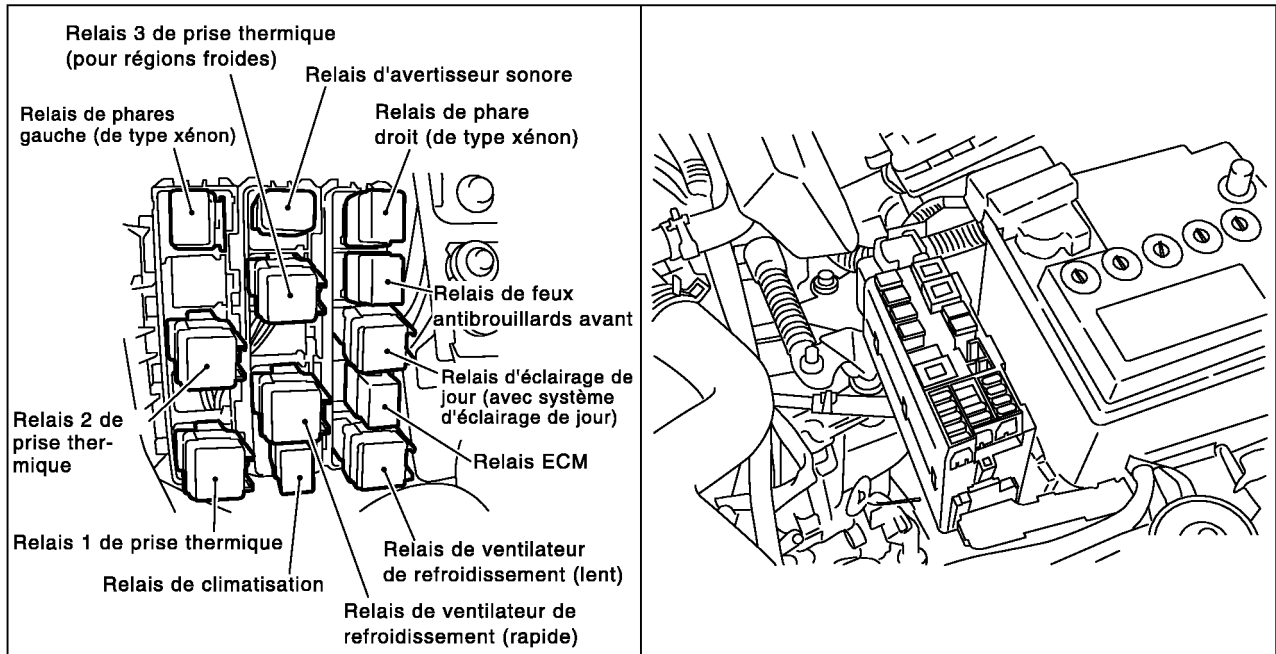 Relais 3 de prise thermique
(pour régions froides)
Relais d'avertisseur sonore
Relais de phares
gauche (de type xénon)
Relais de phare
droit (de type xénon)
Relais de feux
antibrouillards avant
Relais d'éclairage de
jour (avec système
d'éclairage de jour)
Relais 2 de
prise ther-
mique
Relais ECM
Relais 1 de prise thermique
Relais de ventilateur
de refroidissement (lent)
Relais de climatisation
Relais de ventilateur de
refroidissement (rapide)